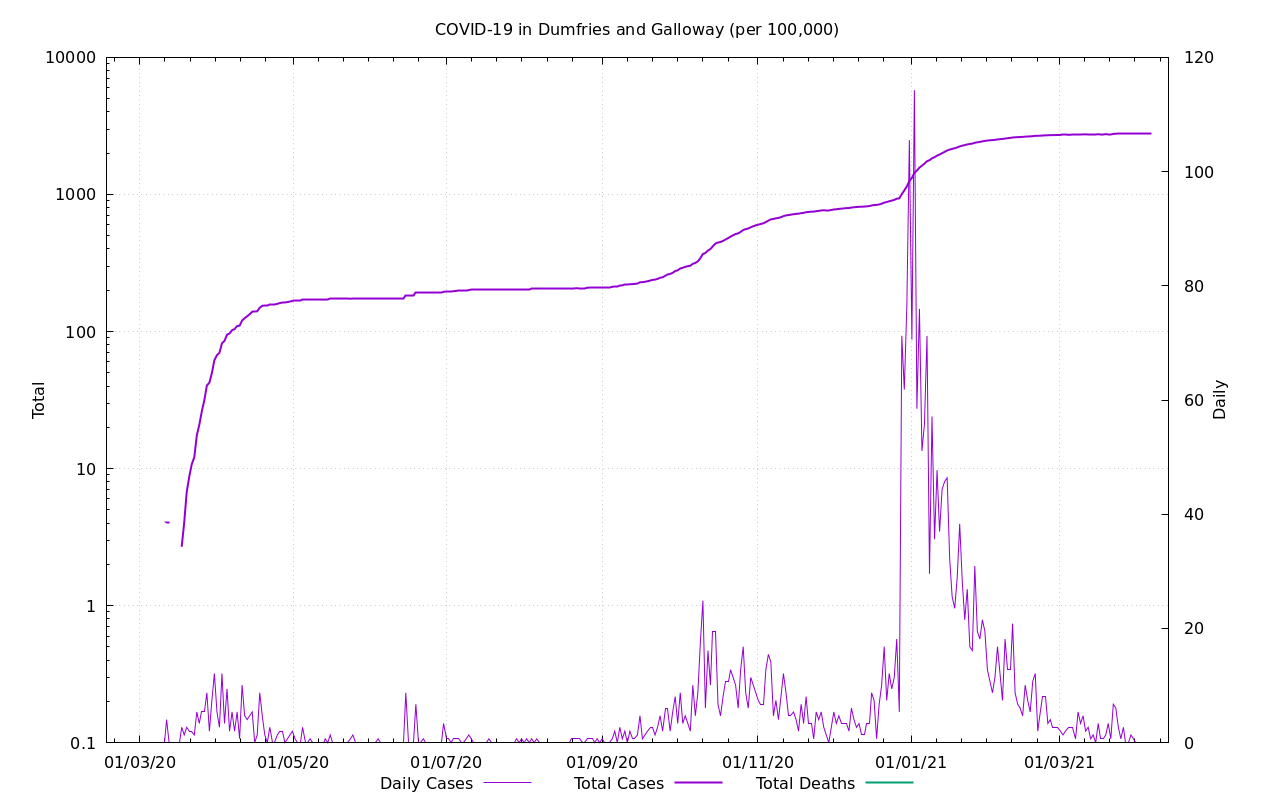 COVID-19 in Dumfries and Galloway (per 100,000)
10000
1000
100
10
1
0.1
Total
120
100
80
60
40
20
0
Daily
01/03/20 01/05/20 01/07/20 01/09/20 01/11/20 01/01/21 01/03/21
Daily Cases Total Cases Total Deaths